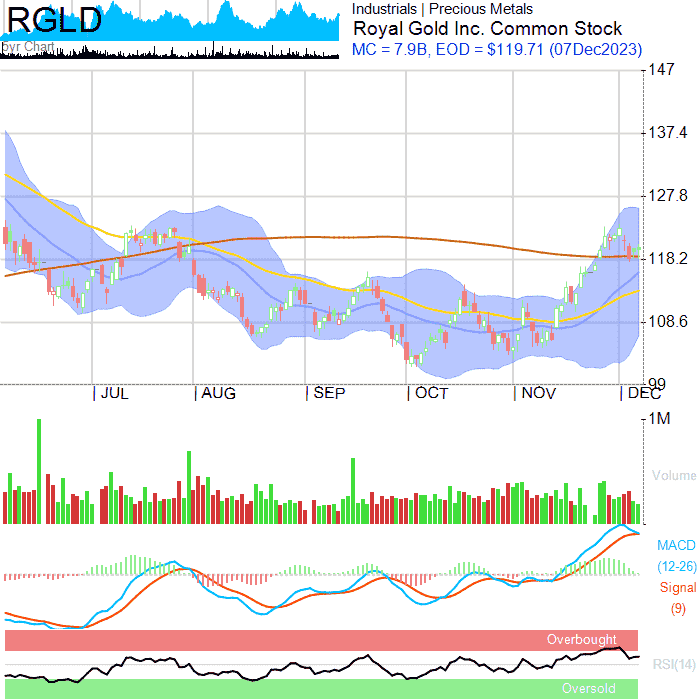 RGLD
5yr Chart
Industrials | Precious Metals
Royal Gold Inc. Common Stock
MC = 7.9B, EOD = $119.71 (07Dec2023)
147
137.4
127.8
118.2
108.6
99
JUL AUG SEP OCT NOV DEC
1M
Volume
MACD
(12-26)
Signal
(9)
Overbought
RSI(14)
Oversold